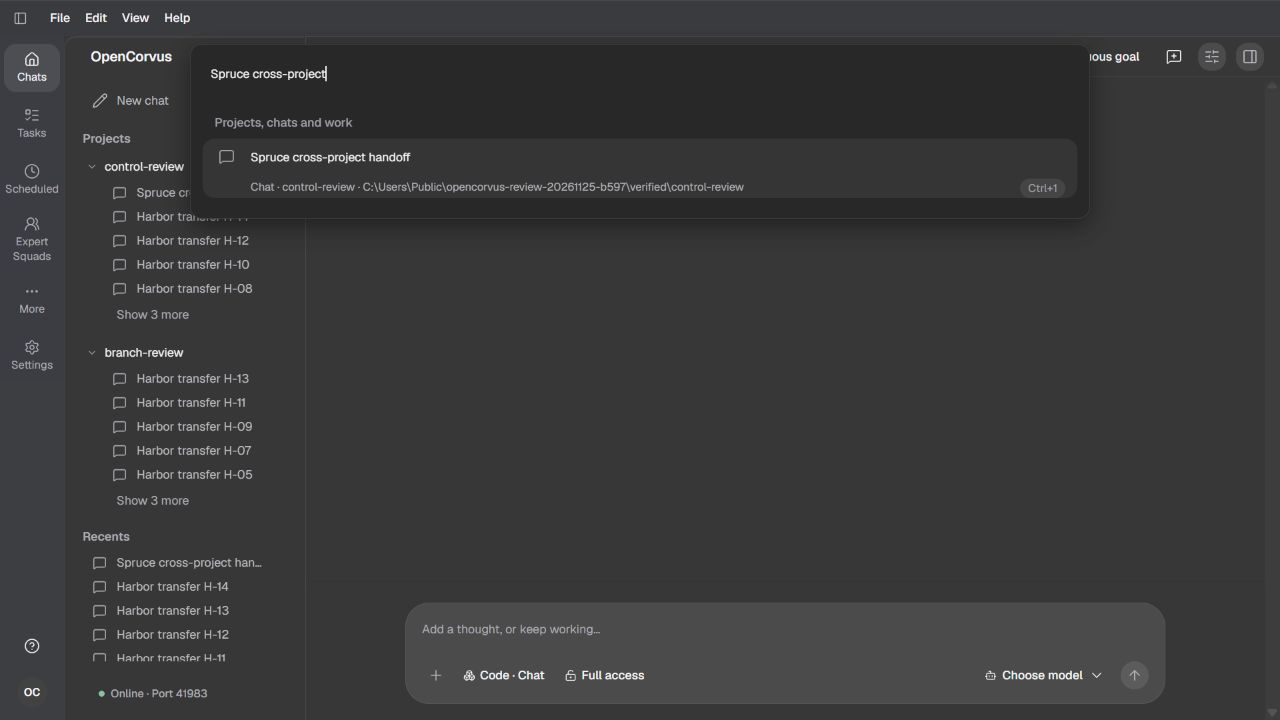 File Edit View Help
OpenCorvus
Spruce cross-project
ous goal
Projects, chats and work
Spruce cross-project handoff
Chat · control-review · C:\Users\Public\opencorvus-review-20261125-b597\verified\control-review
Ctrl+1
Chats
Tasks
Scheduled
Expert
Squads
More
Settings
OC
New chat
Projects
control-review
Spruce cr
Harbor transfer H-12
Harbor transfer H-10
Harbor transfer H-08
Show 3 more
branch-review
Harbor transfer H-13
Harbor transfer H-11
Harbor transfer H-09
Harbor transfer H-07
Harbor transfer H-05
Show 3 more
Recents
Spruce cross-project han...
Harbor transfer H-14
Harbor transfer H-13
Harbor transfer H-12
Harbor transfer H-11
Online · Port 41983
Add a thought, or keep working...
Code · Chat
Full access
Choose model